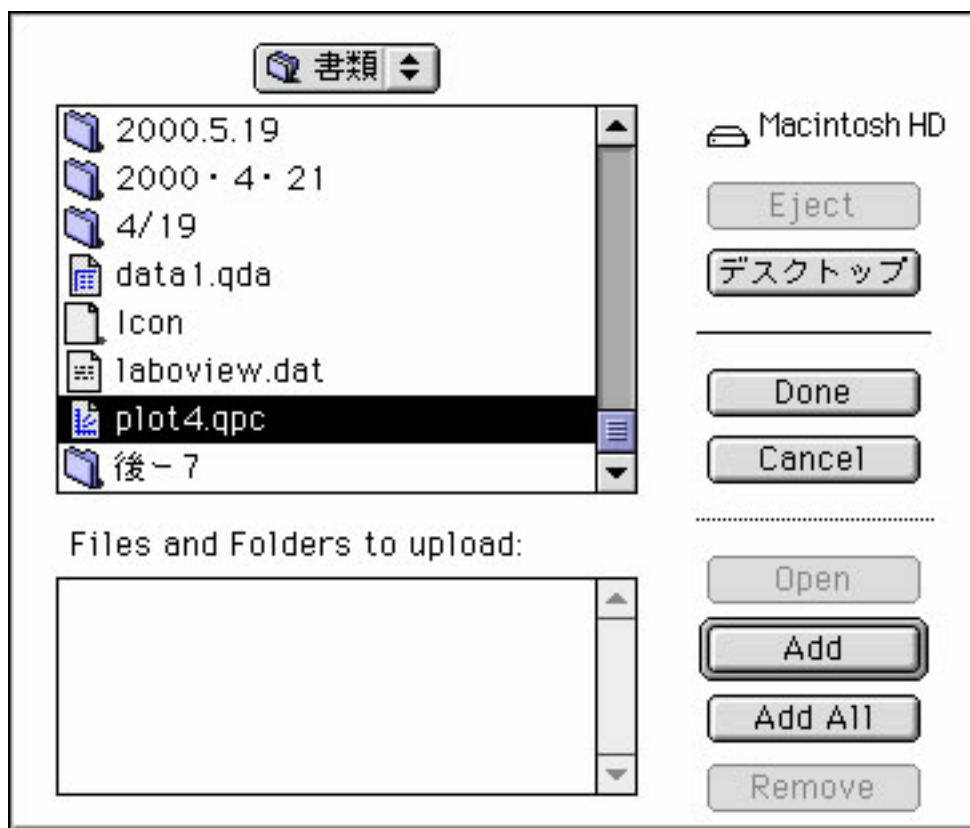 書類
2000.5.19
2000・4・21
4/19
data1.qda
Icon
laboview.dat
plot4.qpc
後－7
Files and Folders to upload:
Macintosh HD
Eject
デスクトップ
Done
Cancel
Open
Add
Add All
Remove